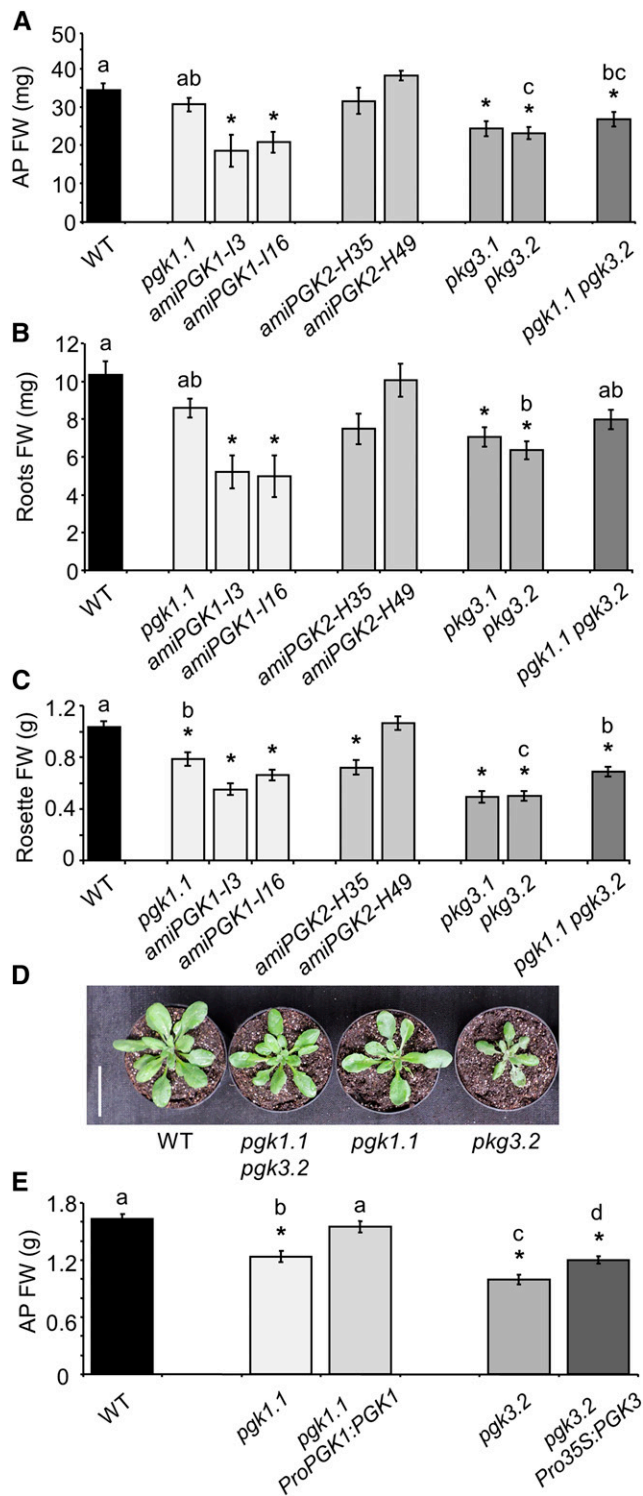 A
AP FW (mg)
50
40
30
20
10
0
a
ab
*
*
*
c
*
bc
*
WT
pgk1.1
amiPGK1-I3
amiPGK1-I16
amiPGK2-H35
amiPGK2-H49
pkg3.1
pkg3.2
pgk1.1 pgk3.2
B
Roots FW (mg)
12
10
8
6
4
2
0
a
ab
*
*
*
b
*
ab
WT
pgk1.1
amiPGK1-I3
amiPGK1-I16
amiPGK2-H35
amiPGK2-H49
pkg3.1
pkg3.2
pgk1.1 pgk3.2
C
Rosette FW (g)
1.2
0.8
0.4
0
a
b
*
*
*
*
*
c
*
b
*
WT
pgk1.1
amiPGK1-I3
amiPGK1-I16
amiPGK2-H35
amiPGK2-H49
pkg3.1
pkg3.2
pgk1.1 pgk3.2
D
WT
pgk1.1
pgk3.2
pgk1.1
pkg3.2
E
AP FW (g)
1.8
1.2
0.6
0
a
b
*
a
c
*
d
*
WT
pgk1.1
pgk1.1
ProPGK1:PGK1
pgk3.2
pgk3.2
Pro35S:PGK3